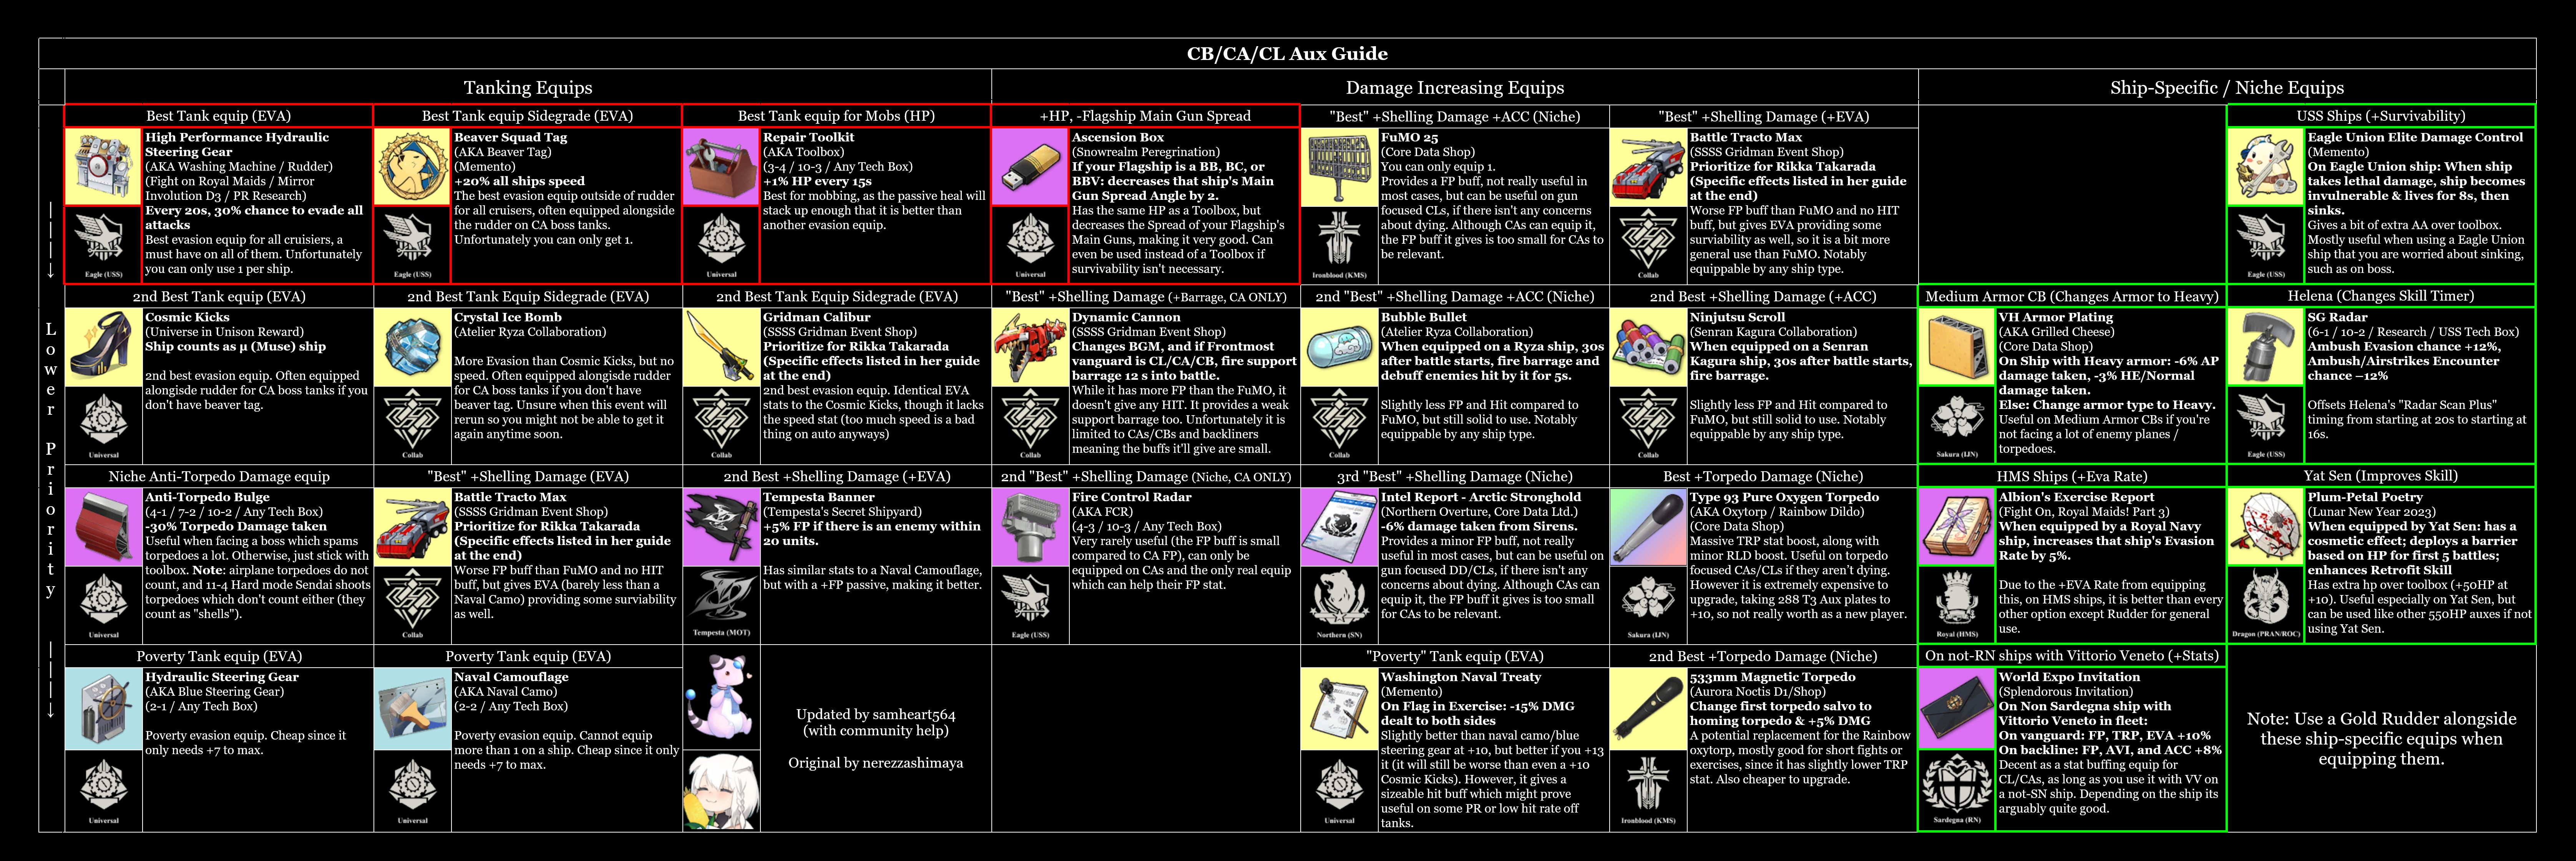 CB/CA/CL Aux Guide
Tanking Equips
Damage Increasing Equips
Ship-Specific / Niche Equips
Lower Priority
Best Tank equip (EVA)
High Performance Hydraulic
Steering Gear
(AKA Washing Machine / Rudder)
(Fight on Royal Maids / Mirror
Involution D3 / PR Research)
Every 20s, 30% chance to evade all
attacks
Best evasion equip for all cruisiers, a
must have on all of them. Unfortunately
you can only use 1 per ship.
Eagle (USS)
Best Tank equip Sidegrade (EVA)
Beaver Squad Tag
(AKA Beaver Tag)
(Memento)
+20% all ships speed
The best evasion equip outside of rudder
for all cruisers, often equipped alongside
the rudder on CA boss tanks.
Unfortunately you can only get 1.
Eagle (USS)
Best Tank equip for Mobs (HP)
Repair Toolkit
(AKA Toolbox)
(3-4 / 10-3 / Any Tech Box)
+1% HP every 15s
Best for mobbing, as the passive heal will
stack up enough that it is better than
another evasion equip.
Universal
+HP, -Flagship Main Gun Spread
Ascension Box
(Snowrealm Peregrination)
If your Flagship is a BB, BC, or
BBV: decreases that ship's Main
Gun Spread Angle by 2.
Has the same HP as a Toolbox, but
decreases the Spread of your Flagship's
Main Guns, making it very good. Can
even be used instead of a Toolbox if
survivability isn't necessary.
Universal
"Best" +Shelling Damage +ACC (Niche)
FuMO 25
(Core Data Shop)
You can only equip 1.
Provides a FP buff, not really useful in
most cases, but can be useful on gun
focused CLs, if there isn't any concerns
about dying. Although CAs can equip it,
the FP buff it gives is too small for CAs to
be relevant.
Ironblood (KMS)
"Best" +Shelling Damage (+EVA)
Battle Tracto Max
(SSSS Gridman Event Shop)
Prioritize for Rikka Takarada
(Specific effects listed in her guide
at the end)
Worse FP buff than FuMO and no HIT
buff, but gives EVA providing some
surviability as well, so it is a bit more
general use than FuMO. Notably
equippable by any ship type.
Collab
USS Ships (+Survivability)
Eagle Union Elite Damage Control
(Memento)
On Eagle Union ship: When ship
takes lethal damage, ship becomes
invulnerable & lives for 8s, then
sinks.
Gives a bit of extra AA over toolbox.
Mostly useful when using a Eagle Union
ship that you are worried about sinking,
such as on boss.
Eagle (USS)
2nd Best Tank equip (EVA)
Cosmic Kicks
(Universe in Unison Reward)
Ship counts as μ (Muse) ship
2nd best evasion equip. Often equipped
alongisde rudder for CA boss tanks if you
don't have beaver tag.
Universal
2nd Best Tank Equip Sidegrade (EVA)
Crystal Ice Bomb
(Atelier Ryza Collaboration)
More Evasion than Cosmic Kicks, but no
speed. Often equipped alongisde rudder
for CA boss tanks if you don't have
beaver tag. Unsure when this event will
rerun so you might not be able to get it
again anytime soon.
Collab
2nd Best Tank Equip Sidegrade (EVA)
Gridman Calibur
(SSSS Gridman Event Shop)
Prioritize for Rikka Takarada
(Specific effects listed in her guide
at the end)
2nd best evasion equip. Identical EVA
stats to the Cosmic Kicks, though it lacks
the speed stat (too much speed is a bad
thing on auto anyways)
Collab
"Best" +Shelling Damage (+Barrage, CA ONLY)
Dynamic Cannon
(SSSS Gridman Event Shop)
Changes BGM, and if Frontmost
vanguard is CL/CA/CB, fire support
barrage 12 s into battle.
While it has more FP than the FuMO, it
doesn't give any HIT. It provides a weak
support barrage too. Unfortunately it is
limited to CAs/CBs and backliners
meaning the buffs it'll give are small.
Collab
2nd "Best" +Shelling Damage +ACC (Niche)
Bubble Bullet
(Atelier Ryza Collaboration)
When equipped on a Ryza ship, 30s
after battle starts, fire barrage and
debuff enemies hit by it for 5s.
Slightly less FP and Hit compared to
FuMO, but still solid to use. Notably
equippable by any ship type.
Collab
2nd Best +Shelling Damage (+ACC)
Ninjutsu Scroll
(Senran Kagura Collaboration)
When equipped on a Senran
Kagura ship, 30s after battle starts,
fire barrage.
Slightly less FP and Hit compared to
FuMO, but still solid to use. Notably
equippable by any ship type.
Collab
Medium Armor CB (Changes Armor to Heavy)
VH Armor Plating
(AKA Grilled Cheese)
(Core Data Shop)
On Ship with Heavy armor: -6% AP
damage taken, -3% HE/Normal
damage taken.
Else: Change armor type to Heavy.
Useful on Medium Armor CBs if you're
not facing a lot of enemy planes /
torpedoes.
Sakura (IJN)
Helena (Changes Skill Timer)
SG Radar
(6-1 / 10-2 / Research / USS Tech Box)
Ambush Evasion chance +12%,
Ambush/Airstrikes Encounter
chance –12%
Offsets Helena's "Radar Scan Plus"
timing from starting at 20s to starting at
16s.
Eagle (USS)
Niche Anti-Torpedo Damage equip
Anti-Torpedo Bulge
(4-1 / 7-2 / 10-2 / Any Tech Box)
-30% Torpedo Damage taken
Useful when facing a boss which spams
torpedoes a lot. Otherwise, just stick with
toolbox. Note: airplane torpedoes do not
count, and 11-4 Hard mode Sendai shoots
torpedoes which don't count either (they
count as "shells").
Universal
"Best" +Shelling Damage (EVA)
Battle Tracto Max
(SSSS Gridman Event Shop)
Prioritize for Rikka Takarada
(Specific effects listed in her guide
at the end)
Worse FP buff than FuMO and no HIT
buff, but gives EVA (barely less than a
Naval Camo) providing some surviability
as well.
Collab
2nd Best +Shelling Damage (+EVA)
Tempesta Banner
(Tempesta's Secret Shipyard)
+5% FP if there is an enemy within
20 units.
Has similar stats to a Naval Camouflage,
but with a +FP passive, making it better.
Tempesta (MOT)
2nd "Best" +Shelling Damage (Niche, CA ONLY)
Fire Control Radar
(AKA FCR)
(4-3 / 10-3 / Any Tech Box)
Very rarely useful (the FP buff is small
compared to CA FP), can only be
equipped on CAs and the only real equip
which can help their FP stat.
Eagle (USS)
3rd "Best" +Shelling Damage (Niche)
Intel Report - Arctic Stronghold
(Northern Overture, Core Data Ltd.)
-6% damage taken from Sirens.
Provides a minor FP buff, not really
useful in most cases, but can be useful on
gun focused DD/CLs, if there isn't any
concerns about dying. Although CAs can
equip it, the FP buff it gives is too small
for CAs to be relevant.
Northern (SN)
Best +Torpedo Damage (Niche)
Type 93 Pure Oxygen Torpedo
(AKA Oxytorp / Rainbow Dildo)
(Core Data Shop)
Massive TRP stat boost, along with
minor RLD boost. Useful on torpedo
focused CAs/CLs if they aren't dying.
However it is extremely expensive to
upgrade, taking 288 T3 Aux plates to
+10, so not really worth as a new player.
Sakura (IJN)
HMS Ships (+Eva Rate)
Albion's Exercise Report
(Fight On, Royal Maids! Part 3)
When equipped by a Royal Navy
ship, increases that ship's Evasion
Rate by 5%.
Due to the +EVA Rate from equipping
this, on HMS ships, it is better than every
other option except Rudder for general
use.
Royal (HMS)
Yat Sen (Improves Skill)
Plum-Petal Poetry
(Lunar New Year 2023)
When equipped by Yat Sen: has a
cosmetic effect; deploys a barrier
based on HP for first 5 battles;
enhances Retrofit Skill
Has extra hp over toolbox (+50HP at
+10). Useful especially on Yat Sen, but
can be used like other 550HP auxes if not
using Yat Sen.
Dragon (PRAN/ROC)
Poverty Tank equip (EVA)
Hydraulic Steering Gear
(AKA Blue Steering Gear)
(2-1 / Any Tech Box)
Poverty evasion equip. Cheap since it
only needs +7 to max.
Universal
Poverty Tank equip (EVA)
Naval Camouflage
(AKA Naval Camo)
(2-2 / Any Tech Box)
Poverty evasion equip. Cannot equip
more than 1 on a ship. Cheap since it only
needs +7 to max.
Universal
Updated by samheart564
(with community help)
Original by nerezzashimaya
"Poverty" Tank equip (EVA)
Washington Naval Treaty
(Memento)
On Flag in Exercise: -15% DMG
dealt to both sides
Slightly better than naval camo/blue
steering gear at +10, but better if you +13
it (it will still be worse than even a +10
Cosmic Kicks). However, it gives a
sizeable hit buff which might prove
useful on some PR or low hit rate off
tanks.
Universal
2nd Best +Torpedo Damage (Niche)
533mm Magnetic Torpedo
(Aurora Noctis D1/Shop)
Change first torpedo salvo to
homing torpedo & +5% DMG
A potential replacement for the Rainbow
oxytorp, mostly good for short fights or
exercises, since it has slightly lower TRP
stat. Also cheaper to upgrade.
Ironblood (KMS)
On not-RN ships with Vittorio Veneto (+Stats)
World Expo Invitation
(Splendorous Invitation)
On Non Sardegna ship with
Vittorio Veneto in fleet:
On vanguard: FP, TRP, EVA +10%
On backline: FP, AVI, and ACC +8%
Decent as a stat buffing equip for
CL/CAs, as long as you use it with VV on
a not-SN ship. Depending on the ship its
arguably quite good.
Sardegna (RN)
Note: Use a Gold Rudder alongside
these ship-specific equips when
equipping them.